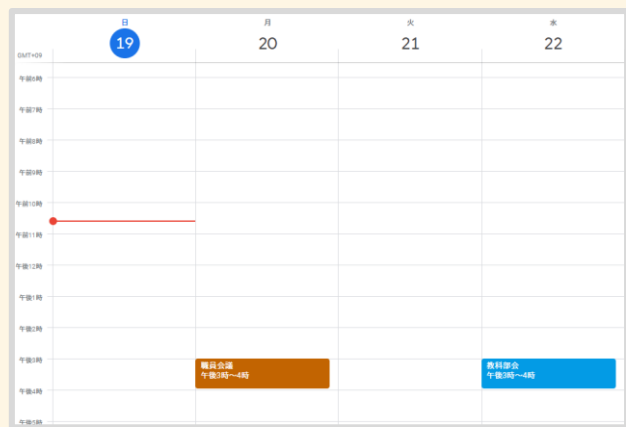 日 月 火 水
19 20 21 22
GMT+09
午前6時
午前7時
午前8時
午前9時
午前10時
午前11時
午後12時
午後1時
午後2時
午後3時
職員会議
午後3時～4時
教科部会
午後3時～4時
午後4時
午後5時